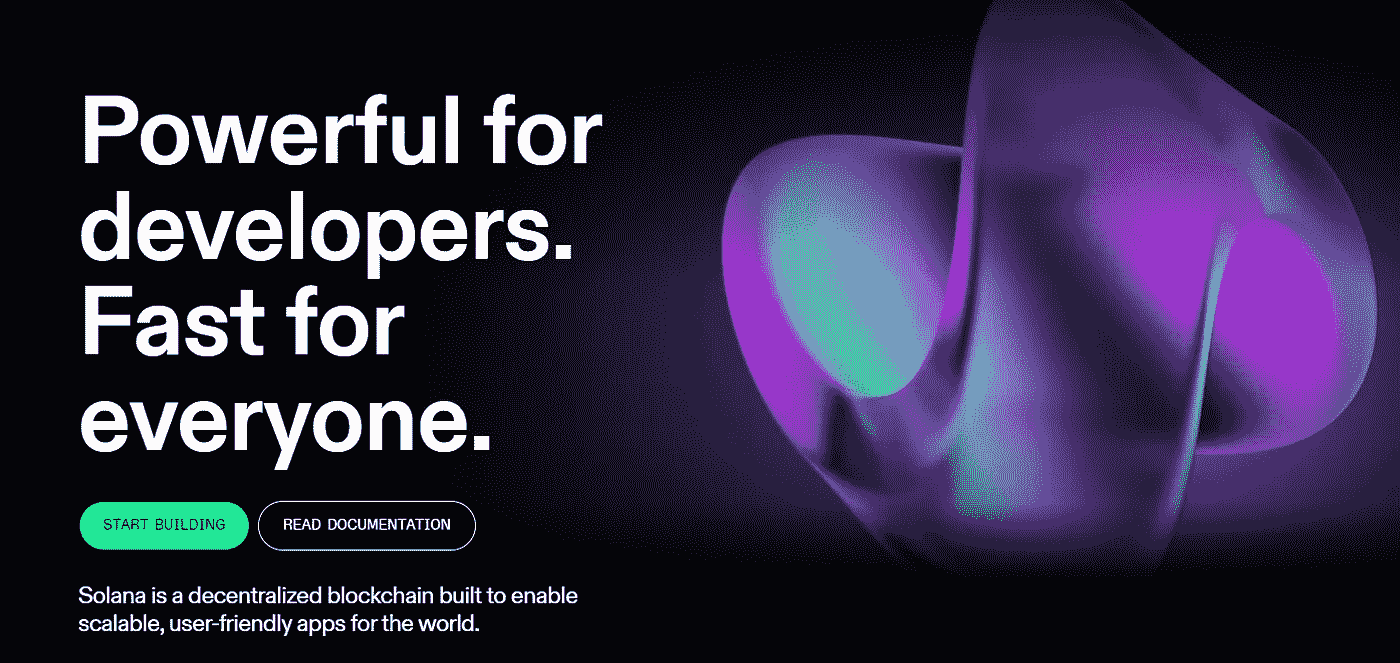 Powerful for
developers.
Fast for
everyone.
START BUILDING
READ DOCUMENTATION
Solana is a decentralized blockchain built to enable
scalable, user-friendly apps for the world.